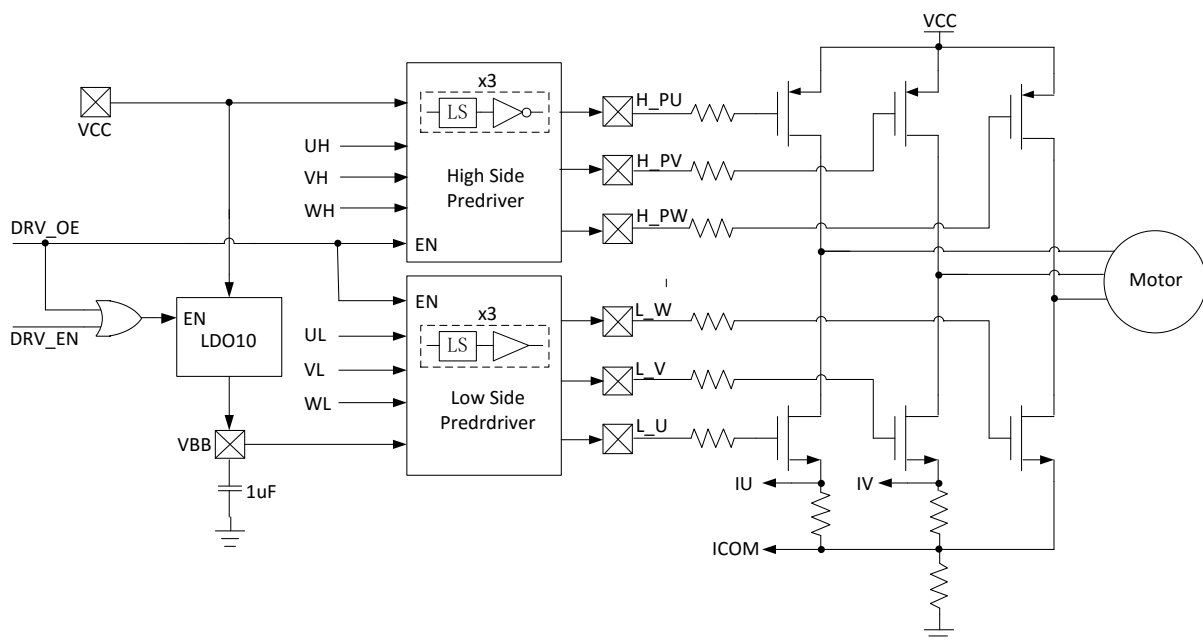 VCC
x3
LS
H_PU
VCC
UH
VH
WH
High Side
Predriver
H_PV
H_PW
DRV_OE
EN
Motor
EN
LDO10
DRV_EN
EN
x3
LS
UL
VL
WL
Low Side
Predrdriver
L_W
L_V
L_U
VBB
1uF
IU
IV
ICOM